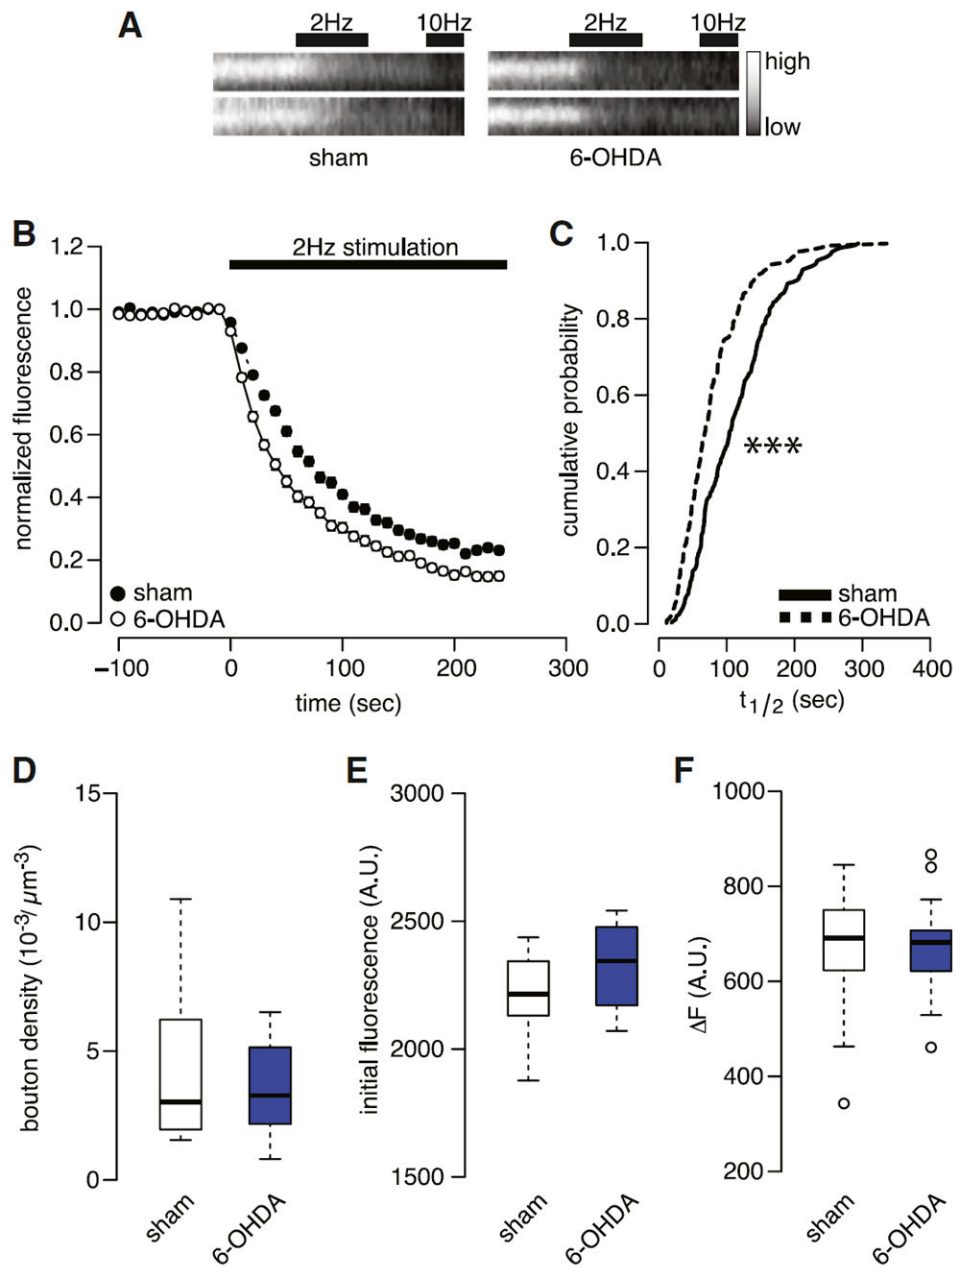 A
2Hz 10Hz 2Hz 10Hz
high
low
sham 6-OHDA
B
2Hz stimulation
normalized fluorescence
1.2
1.0
0.8
0.6
0.4
0.2
0.0
sham
6-OHDA
−100 0 100 200 300
time (sec)
C
cumulative probability
1.0
0.8
0.6
0.4
0.2
0.0
***
sham
6-OHDA
0 100 200 300 400
t1/2 (sec)
D
bouton density (10-3/ μm-3)
15
10
5
0
sham 6-OHDA
E
initial fluorescence (A.U.)
3000
2500
2000
1500
sham 6-OHDA
F
ΔF (A.U.)
1000
800
600
400
200
sham 6-OHDA